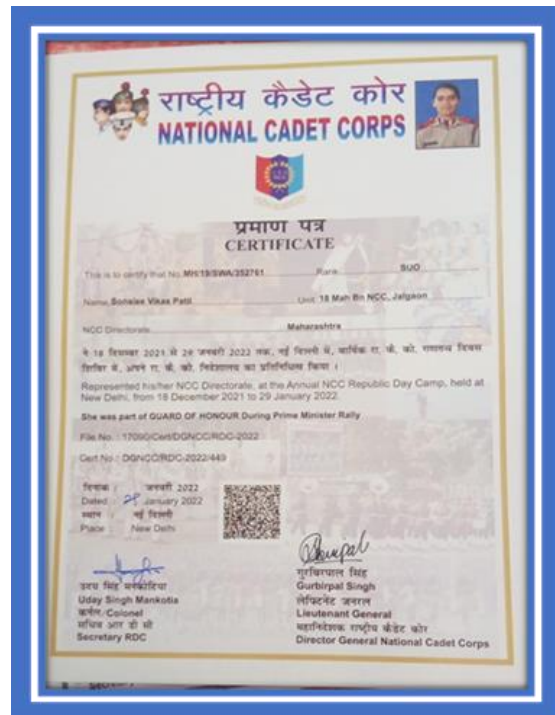 राष्ट्रीय कैडेट कोर
NATIONAL CADET CORPS
प्रमाण पत्र
CERTIFICATE
This is to certify that No. MH/19/SWA/352761 Rank SUO
Name Sonalee Vikas Patil Unit 18 Mah Bn NCC, Jalgaon
NCC Directorate Maharashtra
ने 18 दिसम्बर 2021 से 29 जनवरी 2022 तक, नई दिल्ली में, वार्षिक रा. कै. को. गणतन्त्र दिवस
शिविर में, अपने रा. कै. को. निदेशालय का प्रतिनिधित्व किया ।
Represented his/her NCC Directorate, at the Annual NCC Republic Day Camp, held at
New Delhi, from 18 December 2021 to 29 January 2022.
She was part of GUARD OF HONOUR During Prime Minister Rally
File No. : 17090/Cert/DGNCC/RDC-2022
Cert No : DGNCC/RDC-2022/449
दिनांक : जनवरी 2022
Dated : 28 January 2022
स्थान : नई दिल्ली
Place : New Delhi
उदय सिंह मनकोटिया
Uday Singh Mankotia
कर्नल/Colonel
सचिव आर डी सी
Secretary RDC
गुरबिरपाल सिंह
Gurbirpal Singh
लेफ्टिनेंट जनरल
Lieutenant General
महानिदेशक राष्ट्रीय कैडेट कोर
Director General National Cadet Corps